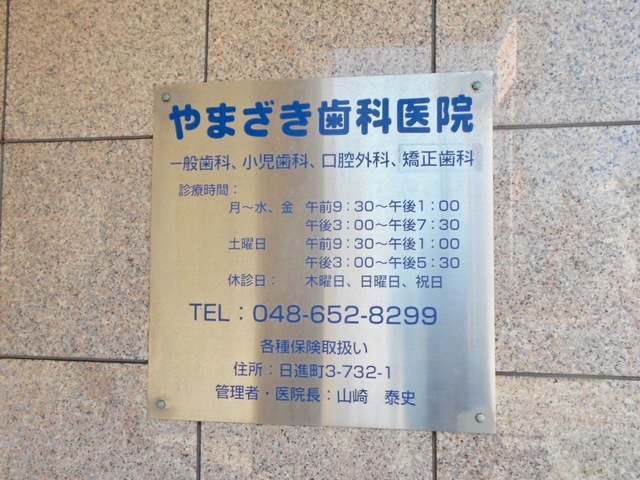 やまざき歯科医院
一般歯科、小児歯科、口腔外科、矯正歯科
診療時間：
月～水、金　午前9：30～午後1：00
午後3：00～午後7：30
土曜日　午前9：30～午後1：00
午後3：00～午後5：30
休診日：　木曜日、日曜日、祝日
TEL：048-652-8299
各種保険取扱い
住所：日進町3-732-1
管理者・医院長：山崎　泰史